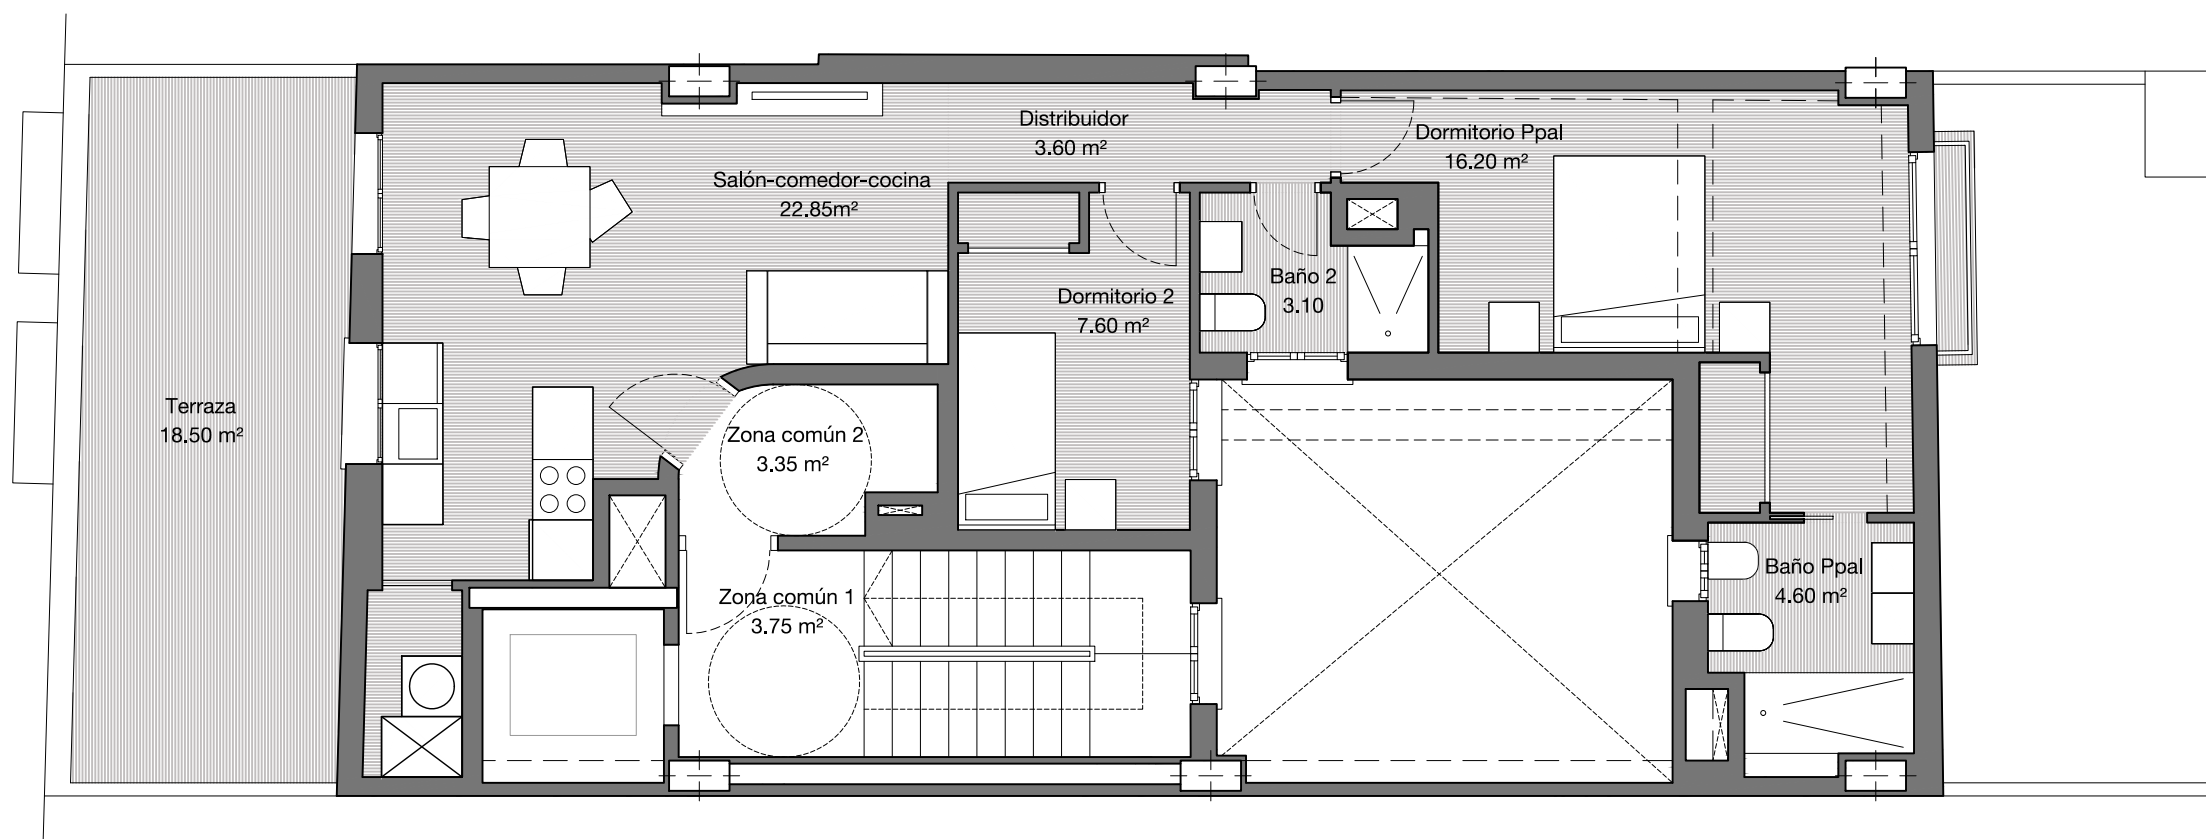 Distribuidor
3.60 m²
Dormitorio Ppal
16.20 m²
Salón-comedor-cocina
22.85m²
Baño 2
3.10
Dormitorio 2
7.60 m²
Terraza
18.50 m²
Zona común 2
3.35 m²
Baño Ppal
4.60 m²
Zona común 1
3.75 m²